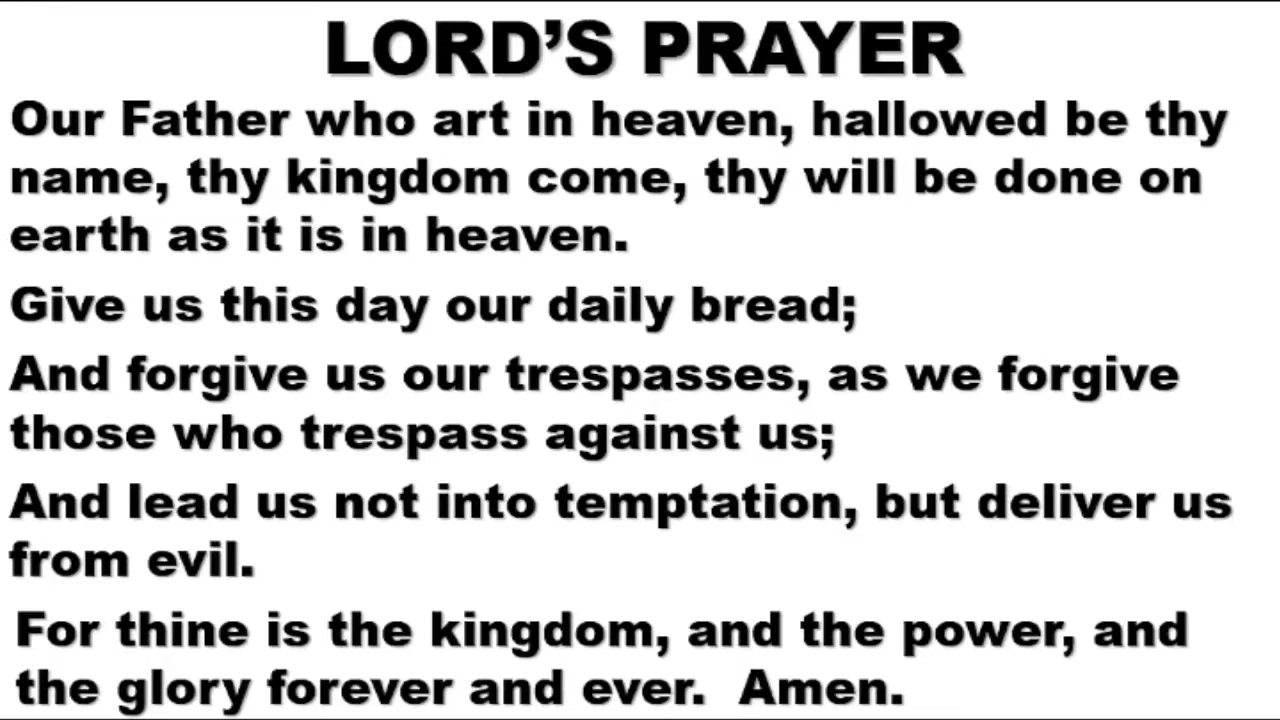 LORD’S PRAYER
Our Father who art in heaven, hallowed be thy
name, thy kingdom come, thy will be done on
earth as it is in heaven.
Give us this day our daily bread;
And forgive us our trespasses, as we forgive
those who trespass against us;
And lead us not into temptation, but deliver us
from evil.
For thine is the kingdom, and the power, and
the glory forever and ever.  Amen.